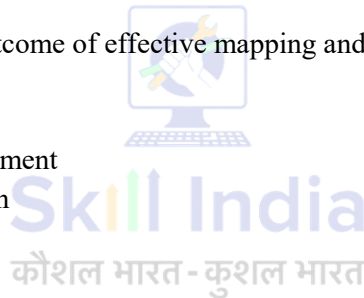 tcome of effective mapping and
ment
n
Skill India
कौशल भारत - कुशल भारत